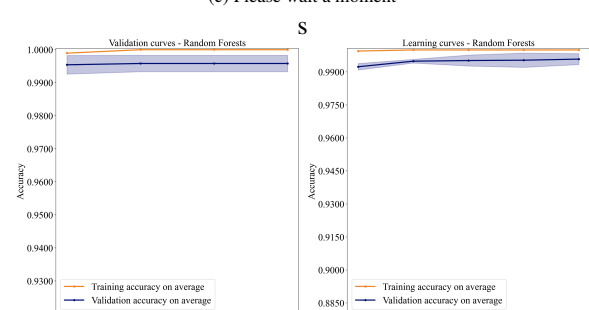 (e) Please wait a moment
S
Validation curves - Random Forests
1.0000
0.9900
0.9800
0.9700
0.9600
0.9500
0.9400
0.9300
Accuracy
Training accuracy on average
Validation accuracy on average
Learning curves - Random Forests
0.9900
0.9750
0.9600
0.9450
0.9300
0.9150
0.9000
0.8850
Accuracy
Training accuracy on average
Validation accuracy on average